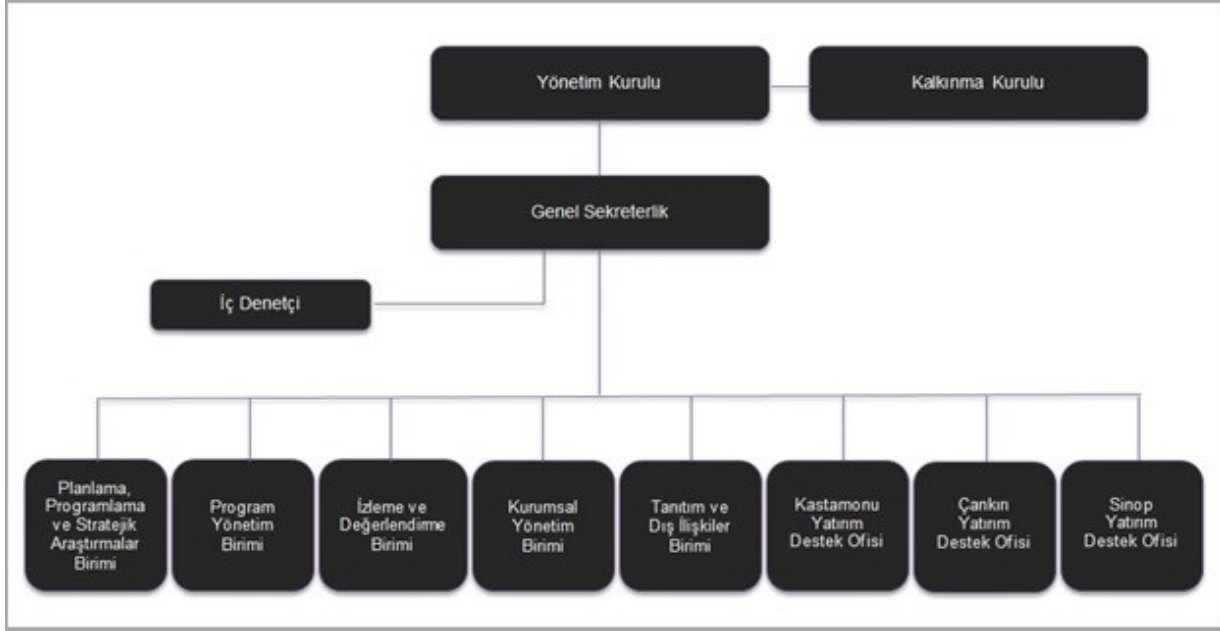 Yönetim Kurulu
Kalkınma Kurulu
Genel Sekreterlik
İç Denetçi
Planlama,
Programlama
ve Stratejik
Araştırmalar
Birimi
Program
Yönetim
Birimi
İzleme ve
Değerlendirme
Birimi
Kurumsal
Yönetim
Birimi
Tanıtım ve
Dış İlişkiler
Birimi
Kastamonu
Yatırım
Destek Ofisi
Çankırı
Yatırım
Destek Ofisi
Sinop
Yatırım
Destek Ofisi